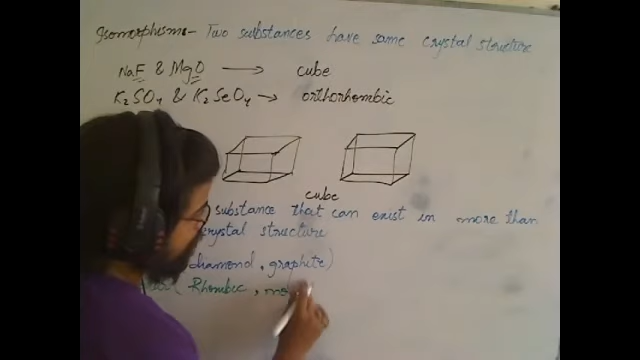 Isomorphism - Two substances have same crystal structure
NaF & MgO → cube
K2SO4 & K2SeO4 → orthorhombic
cube
substance that can exist in more than
crystal structure
diamond, graphite)
( Rhombic, mo